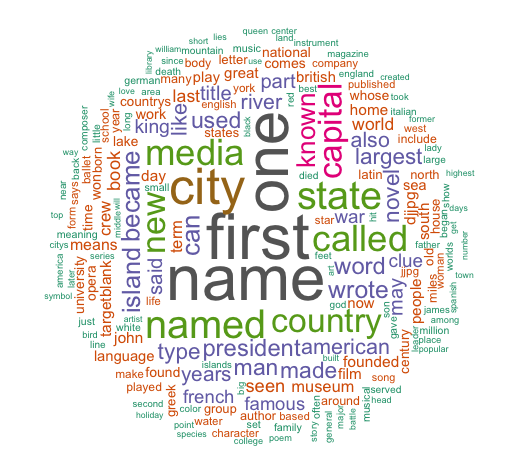 queen center
short lies land instrument
william mountain music magazine
library since body letter national company
death many play great comes england created
german title part british published
love area last river whose took
countrys king like used known capital home best italian
wife work english york red latin world former
composer long school year states black also west
little born lake media one largest include
way says book became city died north large
back ballet day state sea highest
near form won crew small new can first star war novel djjpg south house began show
top time means term said called hit father days
meaning island name feet word clue old miles get
citys university opera targetblank life art wrote may people jjpg woman worlds number
america series god now lady town
later middle will named country son gave century million spanish
symbol john artist president american james among
just white islands built founded leader place
bird language type man made film popular
line make found years seen museum song served
played greek french big around musical head
second color group famous author based often major
holiday water set family story general battle
point character poem
species college